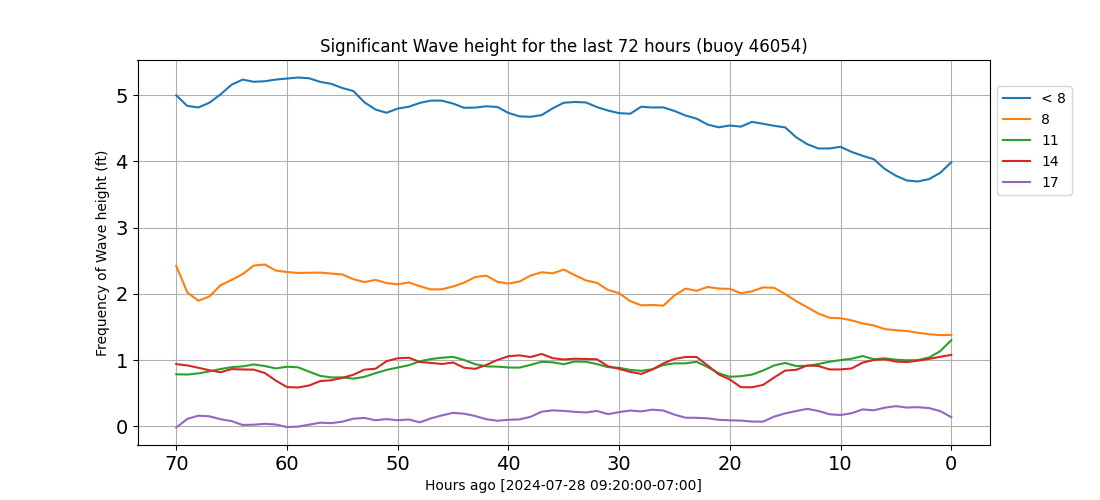 Significant Wave height for the last 72 hours (buoy 46054)
Frequency of Wave height (ft)
5
4
3
2
1
0
70 60 50 40 30 20 10 0
Hours ago [2024-07-28 09:20:00-07:00]
< 8
8
11
14
17